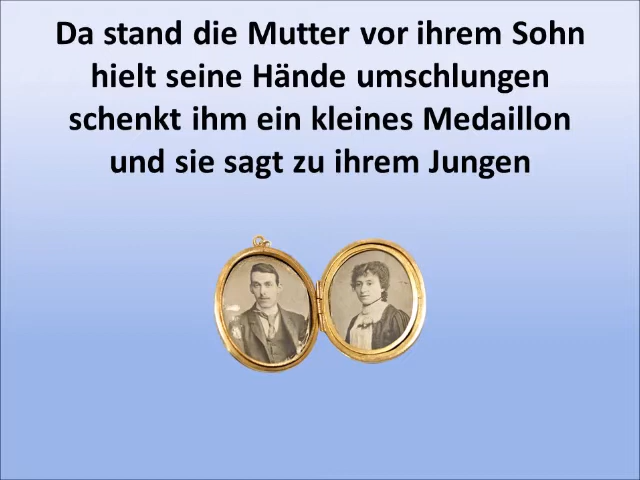 Da stand die Mutter vor ihrem Sohn
hielt seine Hände umschlungen
schenkt ihm ein kleines Medaillon
und sie sagt zu ihrem Jungen